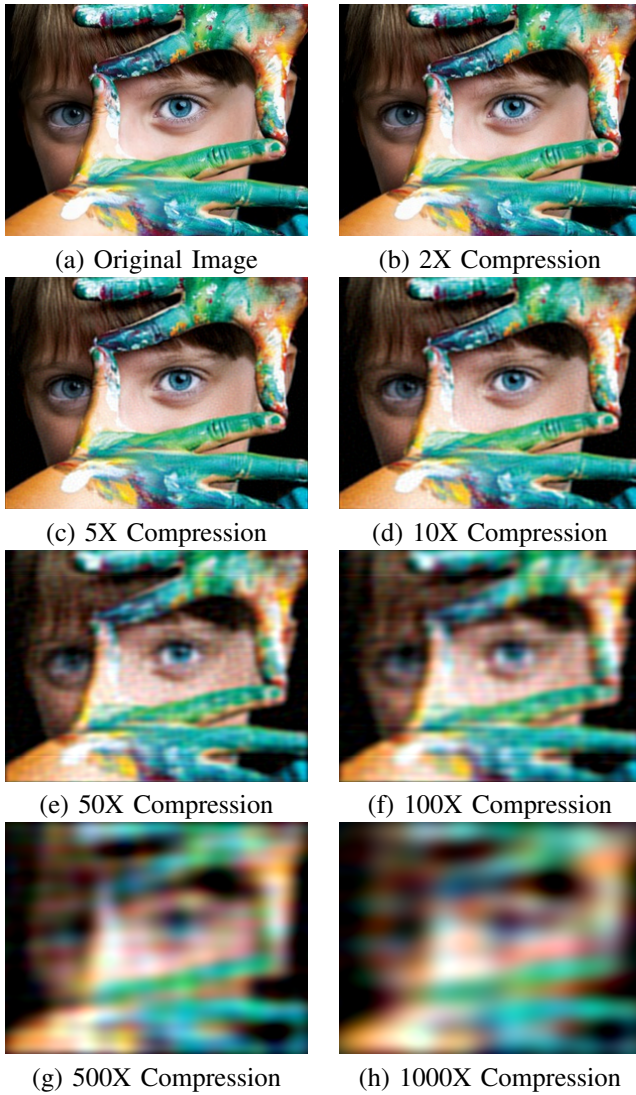 (a) Original Image
(b) 2X Compression
(c) 5X Compression
(d) 10X Compression
(e) 50X Compression
(f) 100X Compression
(g) 500X Compression
(h) 1000X Compression